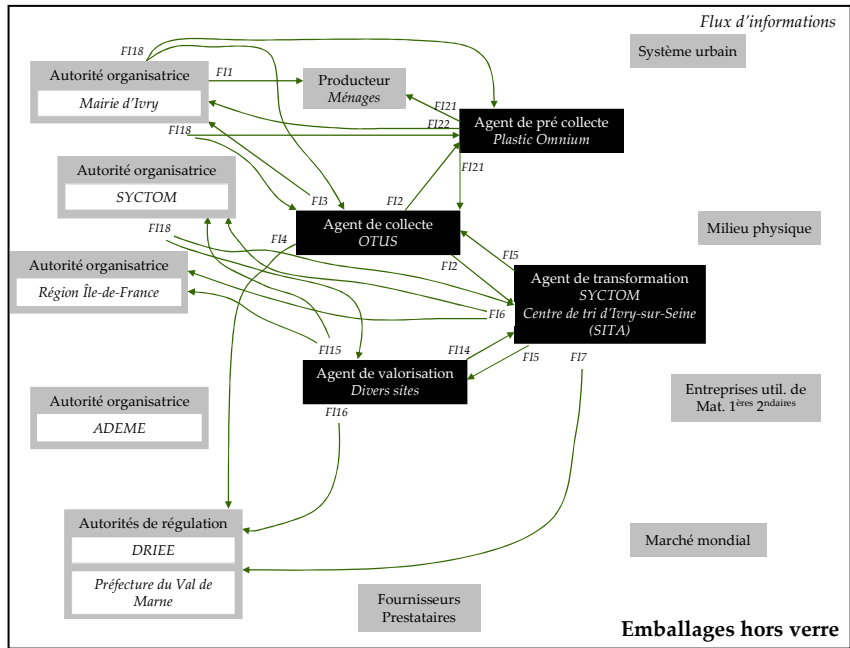 Flux d'informations
Système urbain
FI18
Autorité organisatrice
Mairie d'Ivry
FI1
Producteur
Ménages
FI21
FI22
Agent de pré collecte
Plastic Omnium
FI18
FI21
Autorité organisatrice
SYCTOM
FI3
FI2
Agent de collecte
OTUS
Milieu physique
FI18
FI4
FI5
FI2
Autorité organisatrice
Région Île-de-France
Agent de transformation
SYCTOM
Centre de tri d'Ivry-sur-Seine
(SITA)
FI6
FI15
FI14
FI5
FI7
Agent de valorisation
Divers sites
Entreprises util. de
Mat. 1ères 2ndaires
Autorité organisatrice
ADEME
FI16
Autorités de régulation
DRIEE
Préfecture du Val de
Marne
Marché mondial
Fournisseurs
Prestataires
Emballages hors verre